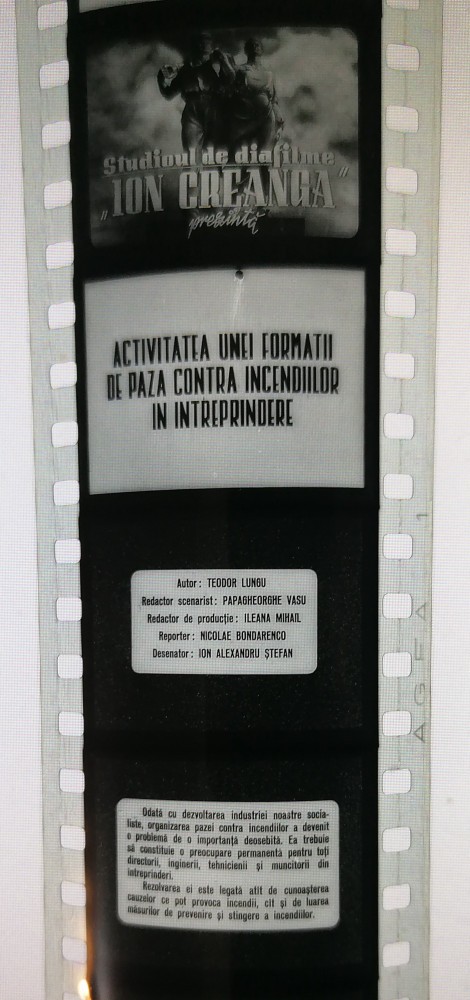 Studioul de diafilme
„ION CREANGĂ"
prezintă
ACTIVITATEA UNEI FORMATII
DE PAZA CONTRA INCENDIILOR
IN INTREPRINDERE
Autor: TEODOR LUNGU
Redactor scenarist: PAPAGHEORGHE VASU
Redactor de producție: ILEANA MIHAIL
Reporter: NICOLAE BONDARENCO
Desenator: ION ALEXANDRU ȘTEFAN
Odată cu dezvoltarea industriei noastre socia-
liste, organizarea pazei contra incendiilor a devenit
o problemă de o importanță deosebită. Ea trebuie
să constituie o preocupare permanentă pentru toți
directorii, inginerii, tehnicienii și muncitorii din
întreprinderi.
Rezolvarea ei este legată atît de cunoașterea
cauzelor ce pot provoca incendii, cît și de luarea
măsurilor de prevenire și stingere a incendiilor.
AGFA 1